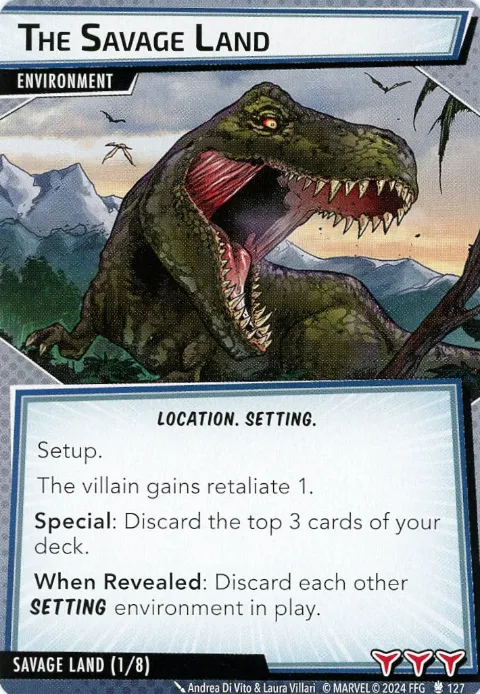 THE SAVAGE LAND
ENVIRONMENT
LOCATION. SETTING.
Setup.
The villain gains retaliate 1.
Special: Discard the top 3 cards of your
deck.
When Revealed: Discard each other
SETTING environment in play.
SAVAGE LAND (1/8)
Andrea Di Vito & Laura Villari © MARVEL © 2024 FFG 127